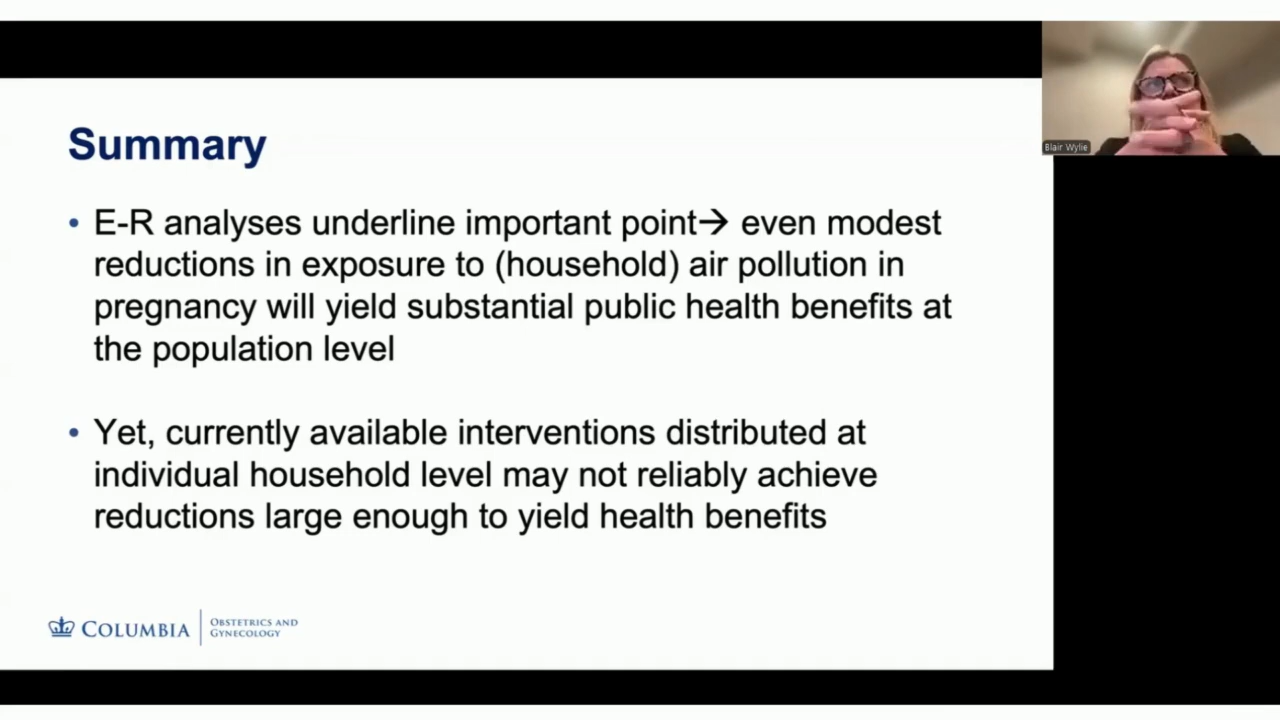 Summary
• E-R analyses underline important point→ even modest
reductions in exposure to (household) air pollution in
pregnancy will yield substantial public health benefits at
the population level
• Yet, currently available interventions distributed at
individual household level may not reliably achieve
reductions large enough to yield health benefits
COLUMBIA
OBSTETRICS AND
GYNECOLOGY
Blair Wylie